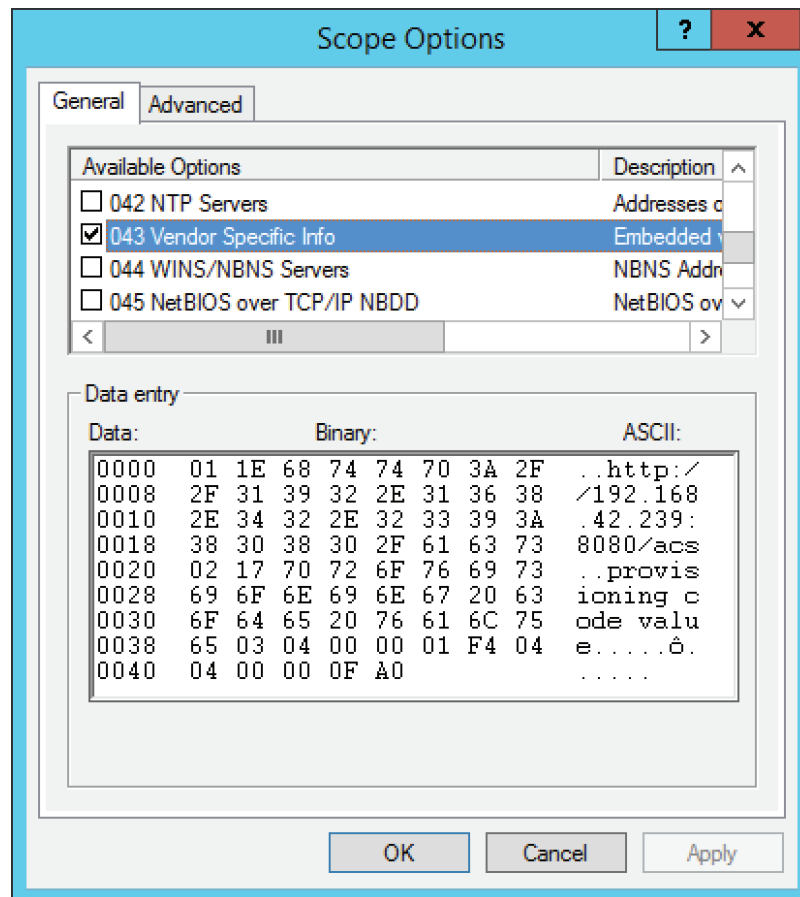 Scope Options ? x
General Advanced
Available Options Description
042 NTP Servers Addresses o
043 Vendor Specific Info Embedded v
044 WINS/NBNS Servers NBNS Addr
045 NetBIOS over TCP/IP NBDD NetBIOS ov
Data entry
Data: Binary: ASCII:
0000 01 1E 68 74 74 70 3A 2F ..http:/
0008 2F 31 39 32 2E 31 36 38 /192.168
0010 2E 34 32 2E 32 33 39 3A .42.239:
0018 38 30 38 30 2F 61 63 73 8080/acs
0020 02 17 70 72 6F 76 69 73 ..provis
0028 69 6F 6E 69 6E 67 20 63 ioning c
0030 6F 64 65 20 76 61 6C 75 ode valu
0038 65 03 04 00 00 01 F4 04 e.....ô.
0040 04 00 00 0F A0 .....
OK Cancel Apply